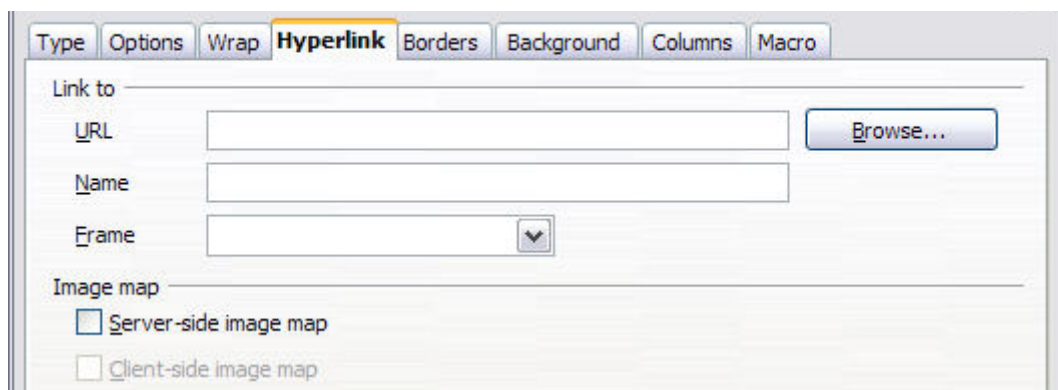 Type Options Wrap Hyperlink Borders Background Columns Macro
Link to
URL Browse...
Name
Frame
Image map
Server-side image map
Client-side image map